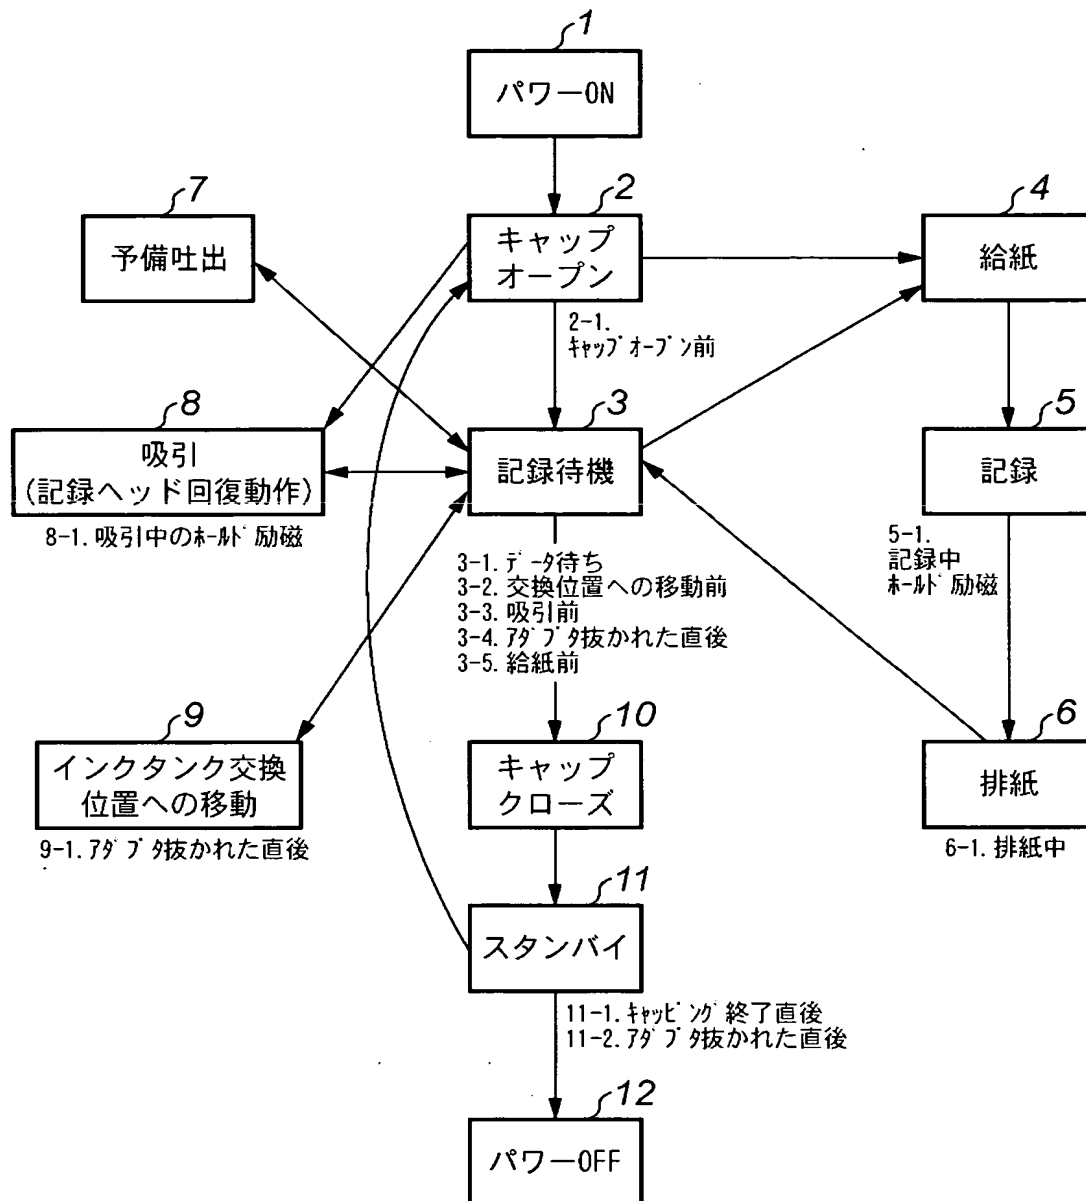 1
パワーON
2
キャップ
オープン
2-1.
ｷｬｯﾌﾟｵｰﾌﾟﾝ前
7
予備吐出
4
給紙
8
吸引
(記録ヘッド回復動作)
8-1. 吸引中のﾎｰﾙﾄﾞ励磁
3
記録待機
3-1. ﾃﾞｰﾀ待ち
3-2. 交換位置への移動前
3-3. 吸引前
3-4. ｱﾀﾞﾌﾟﾀ抜かれた直後
3-5. 給紙前
5
記録
5-1.
記録中
ﾎｰﾙﾄﾞ励磁
9
インクタンク交換
位置への移動
9-1. ｱﾀﾞﾌﾟﾀ抜かれた直後
10
キャップ
クローズ
6
排紙
6-1. 排紙中
11
スタンバイ
11-1. ｷｬｯﾋﾟﾝｸﾞ終了直後
11-2. ｱﾀﾞﾌﾟﾀ抜かれた直後
12
パワーOFF